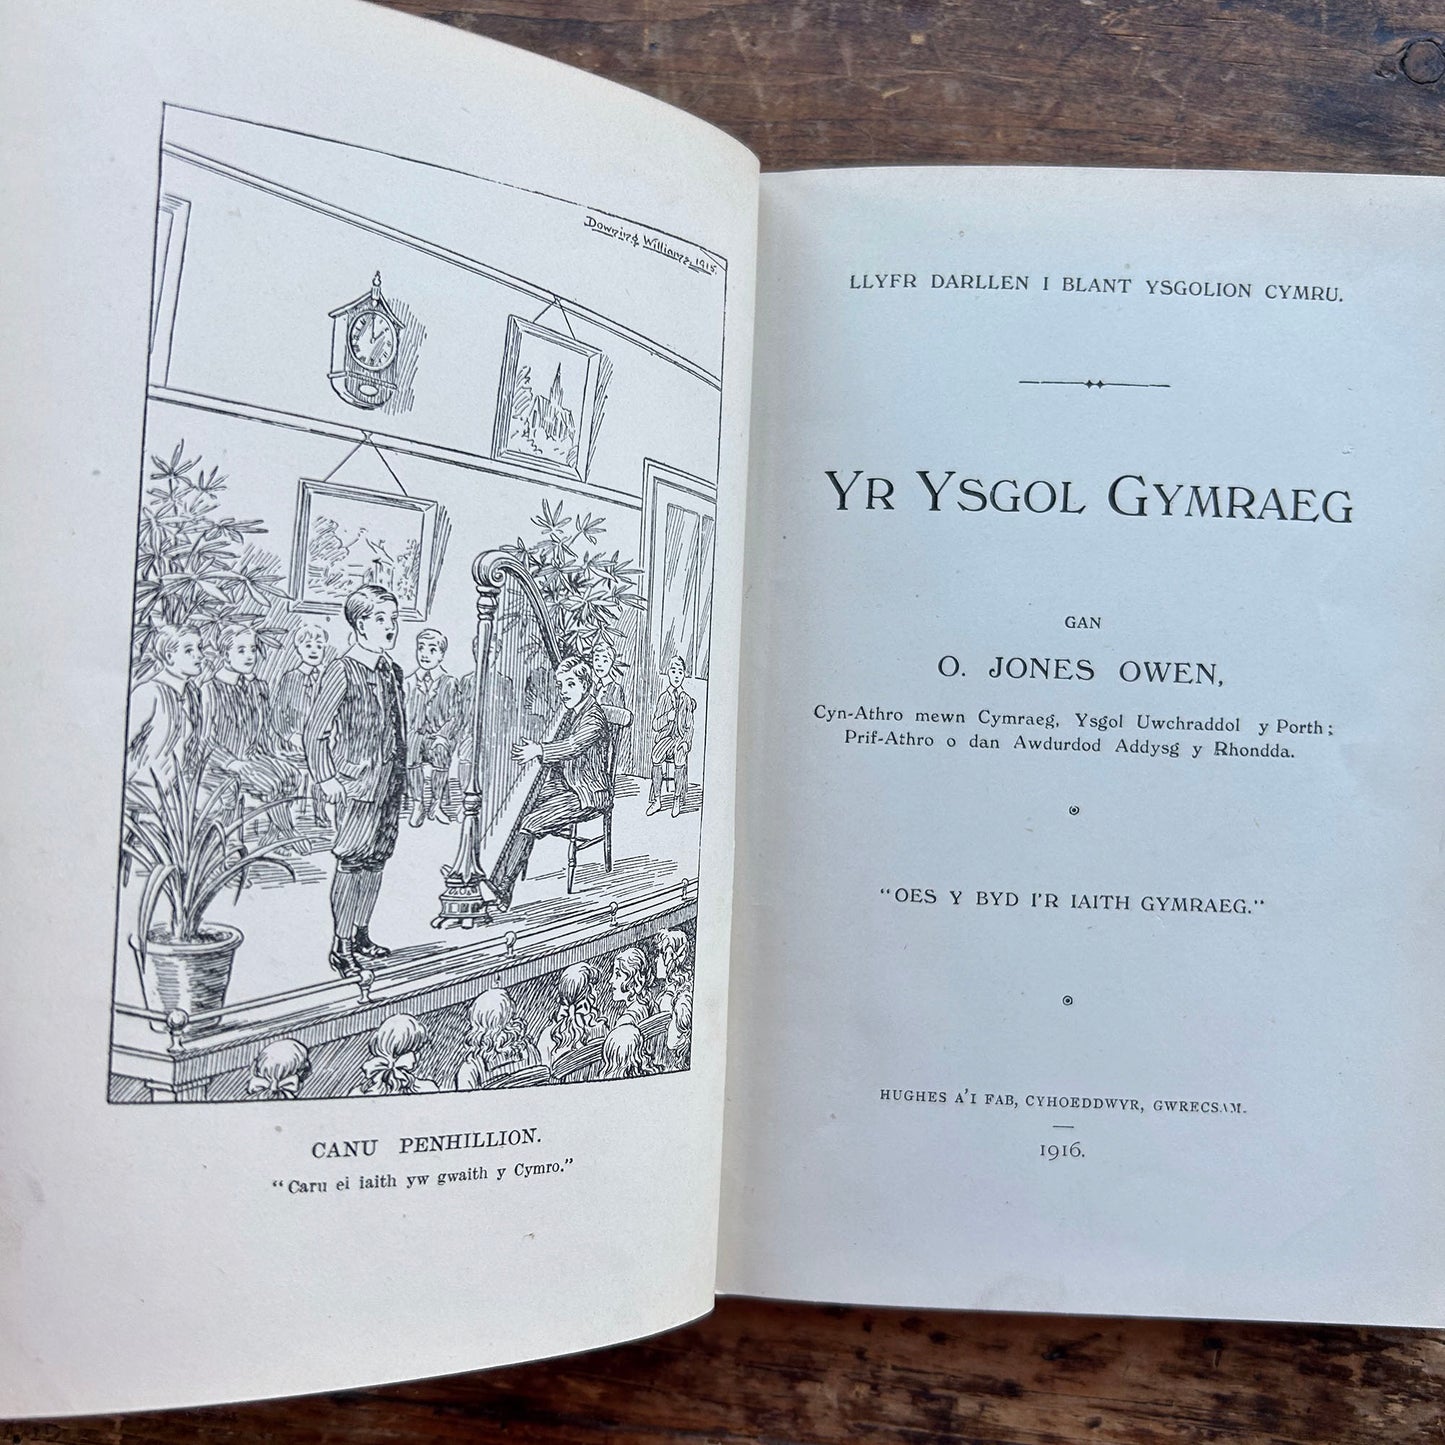 Downing Williams, 1915.
CANU PENHILLION.
"Caru ei iaith yw gwaith y Cymro."
LLYFR DARLLEN I BLANT YSGOLION CYMRU.
YR YSGOL GYMRAEG
GAN
O. JONES OWEN,
Cyn-Athro mewn Cymraeg, Ysgol Uwchraddol y Porth;
Prif-Athro o dan Awdurdod Addysg y Rhondda.
"OES Y BYD I'R IAITH GYMRAEG."
HUGHES A'I FAB, CYHOEDDWYR, GWRECSAM.
1916.